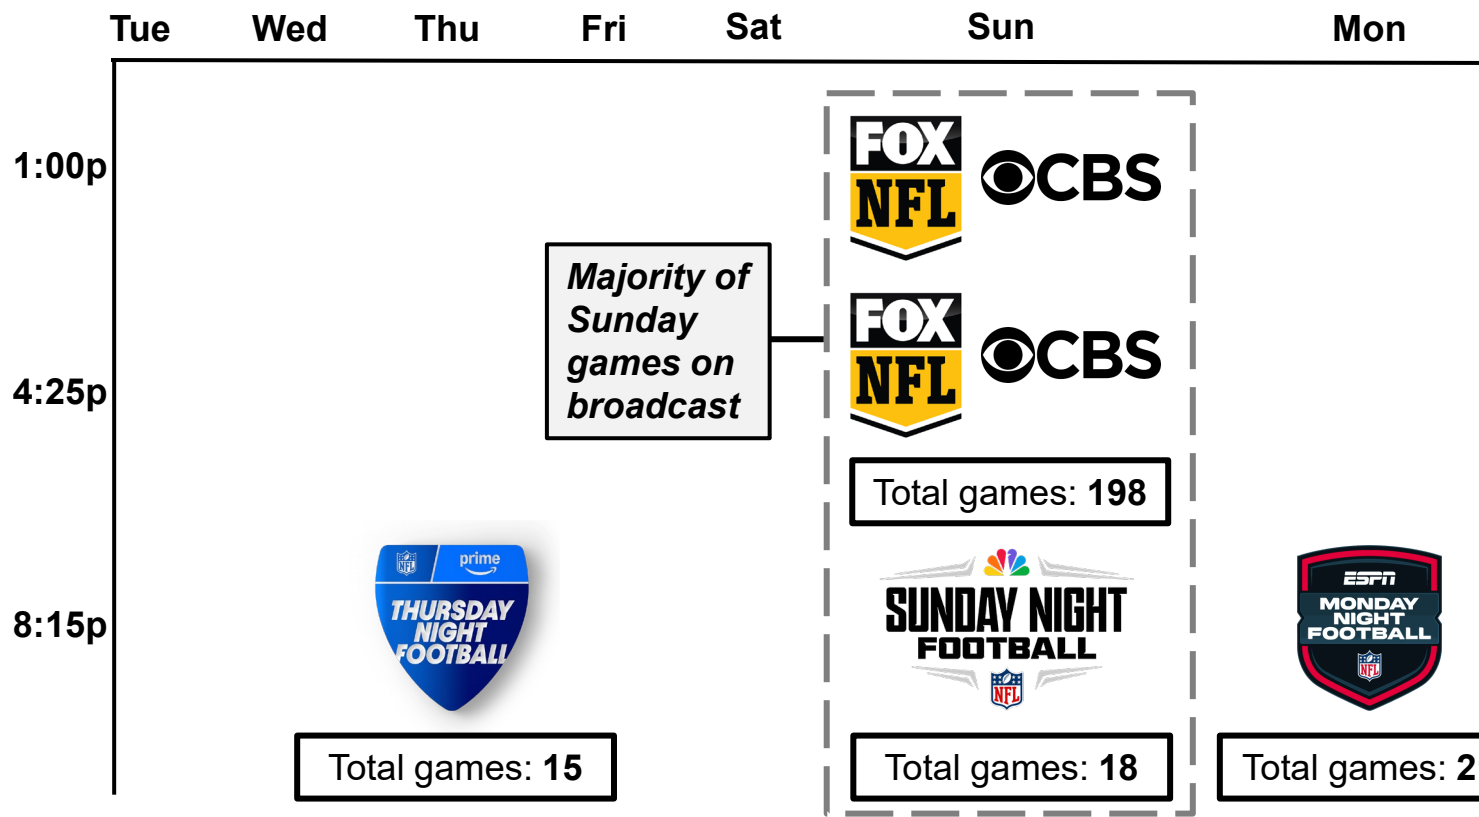 Tue Wed Thu Fri Sat Sun Mon
1:00p
FOX
NFL
CBS
Majority of
Sunday
games on
broadcast
4:25p
FOX
NFL
CBS
Total games: 198
8:15p
NFL
prime
THURSDAY
NIGHT
FOOTBALL
SUNDAY NIGHT
FOOTBALL
NFL
ESPN
MONDAY
NIGHT
FOOTBALL
NFL
Total games: 15
Total games: 18
Total games: